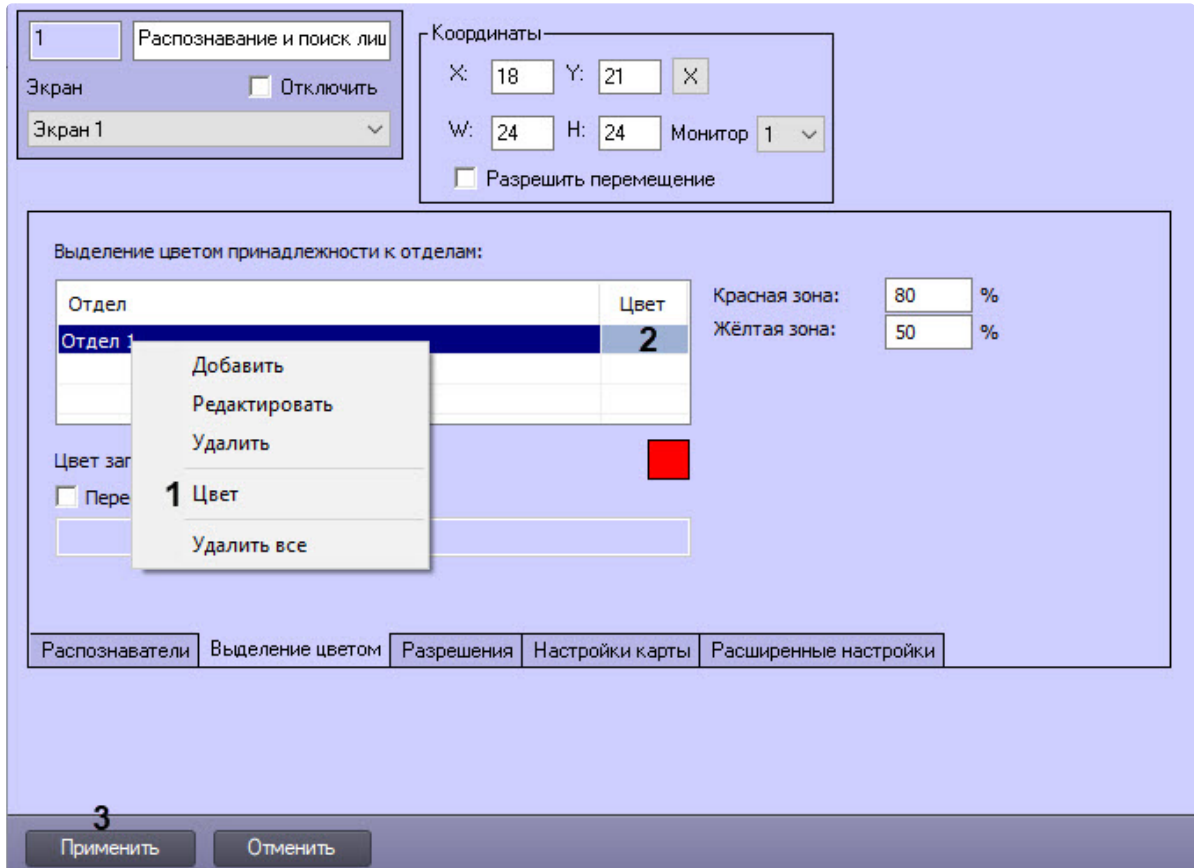 1
Распознавание и поиск лиц
Экран
Отключить
Экран 1
Координаты
X: 18 Y: 21 X
W: 24 H: 24 Монитор 1
Разрешить перемещение
Выделение цветом принадлежности к отделам:
Отдел Цвет
Отдел 1 2
Добавить
Редактировать
Удалить
Цвет заг
Пере
1 Цвет
Удалить все
Красная зона: 80 %
Жёлтая зона: 50 %
Распознаватели Выделение цветом Разрешения Настройки карты Расширенные настройки
3
Применить Отменить